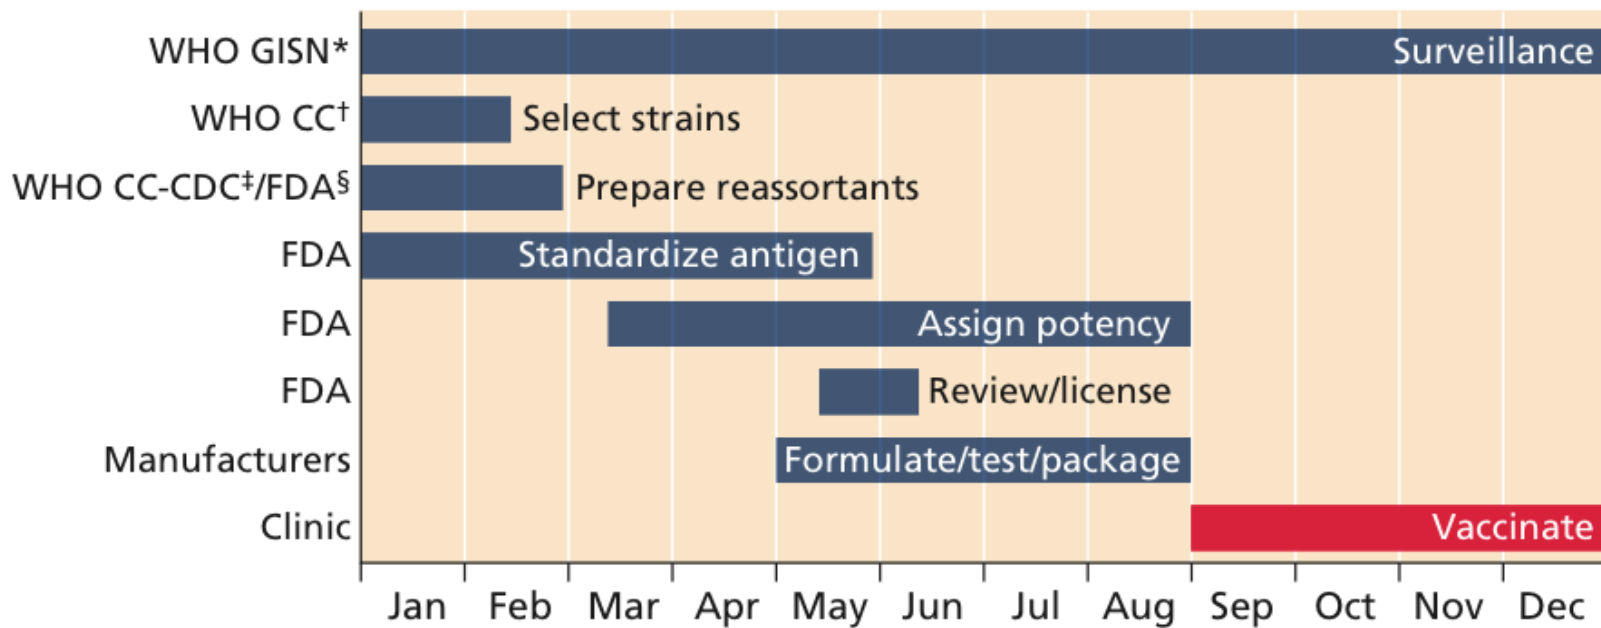 WHO GISN* Surveillance
WHO CC† Select strains
WHO CC-CDC‡/FDA§ Prepare reassortants
FDA Standardize antigen
FDA Assign potency
FDA Review/license
Manufacturers Formulate/test/package
Clinic Vaccinate
Jan Feb Mar Apr May Jun Jul Aug Sep Oct Nov Dec